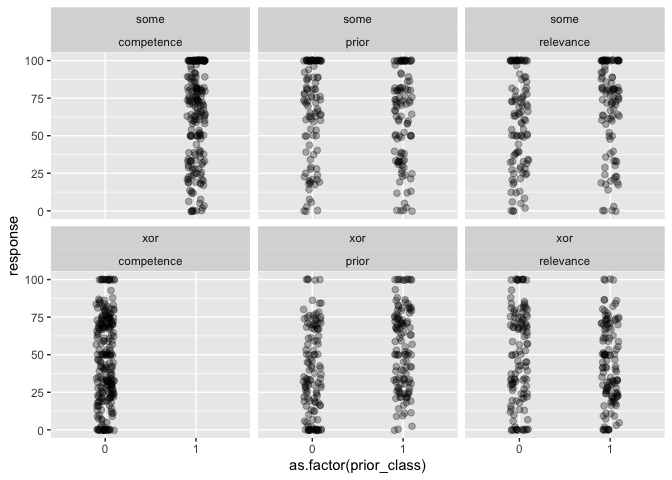 some some some
competence prior relevance
100
75
50
25
0
xor xor xor
competence prior relevance
100
75
50
25
0
0 1 0 1 0 1
as.factor(prior_class)
response